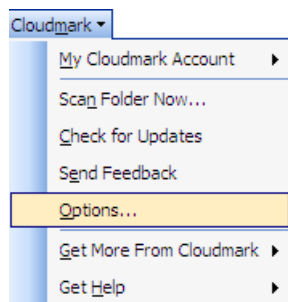 Cloudmark
My Cloudmark Account
Scan Folder Now...
Check for Updates
Send Feedback
Options...
Get More From Cloudmark
Get Help